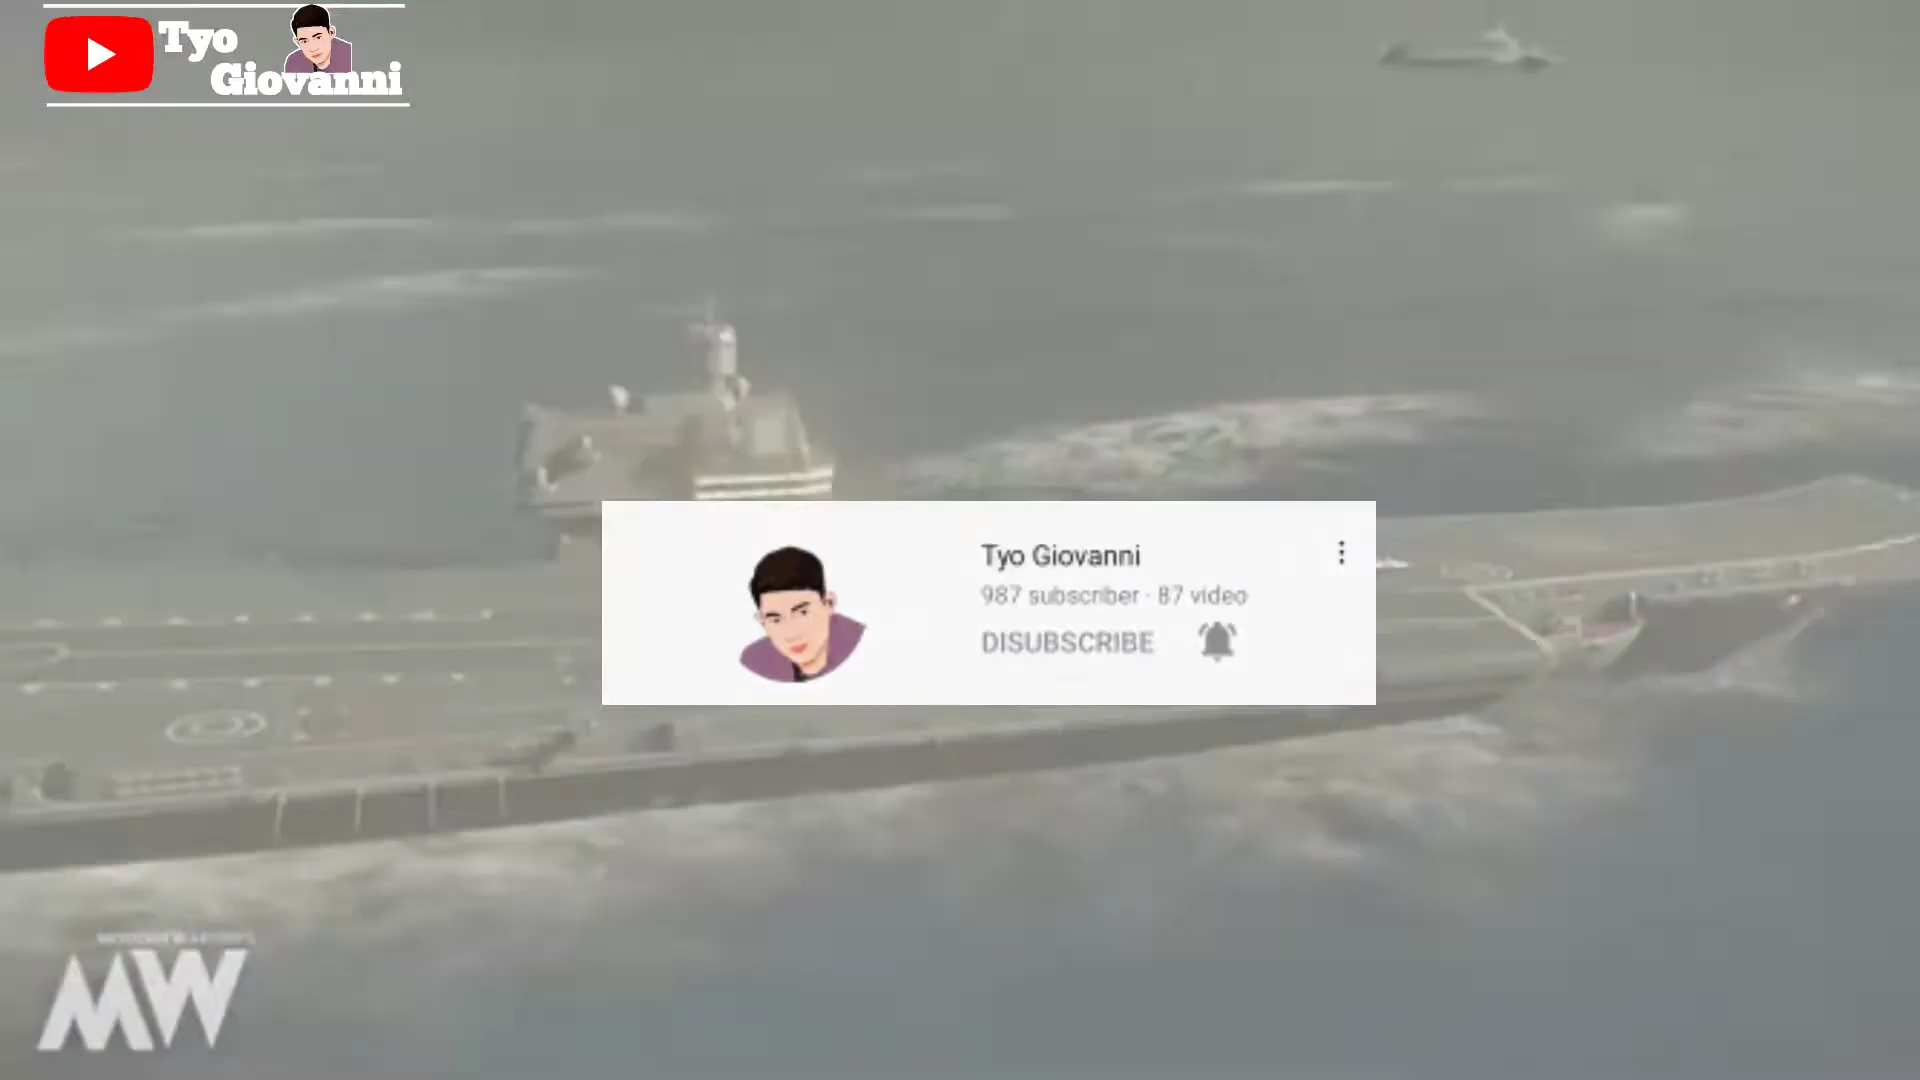 Tyo
Giovanni
Tyo Giovanni
987 subscriber · 87 video
DISUBSCRIBE
MW